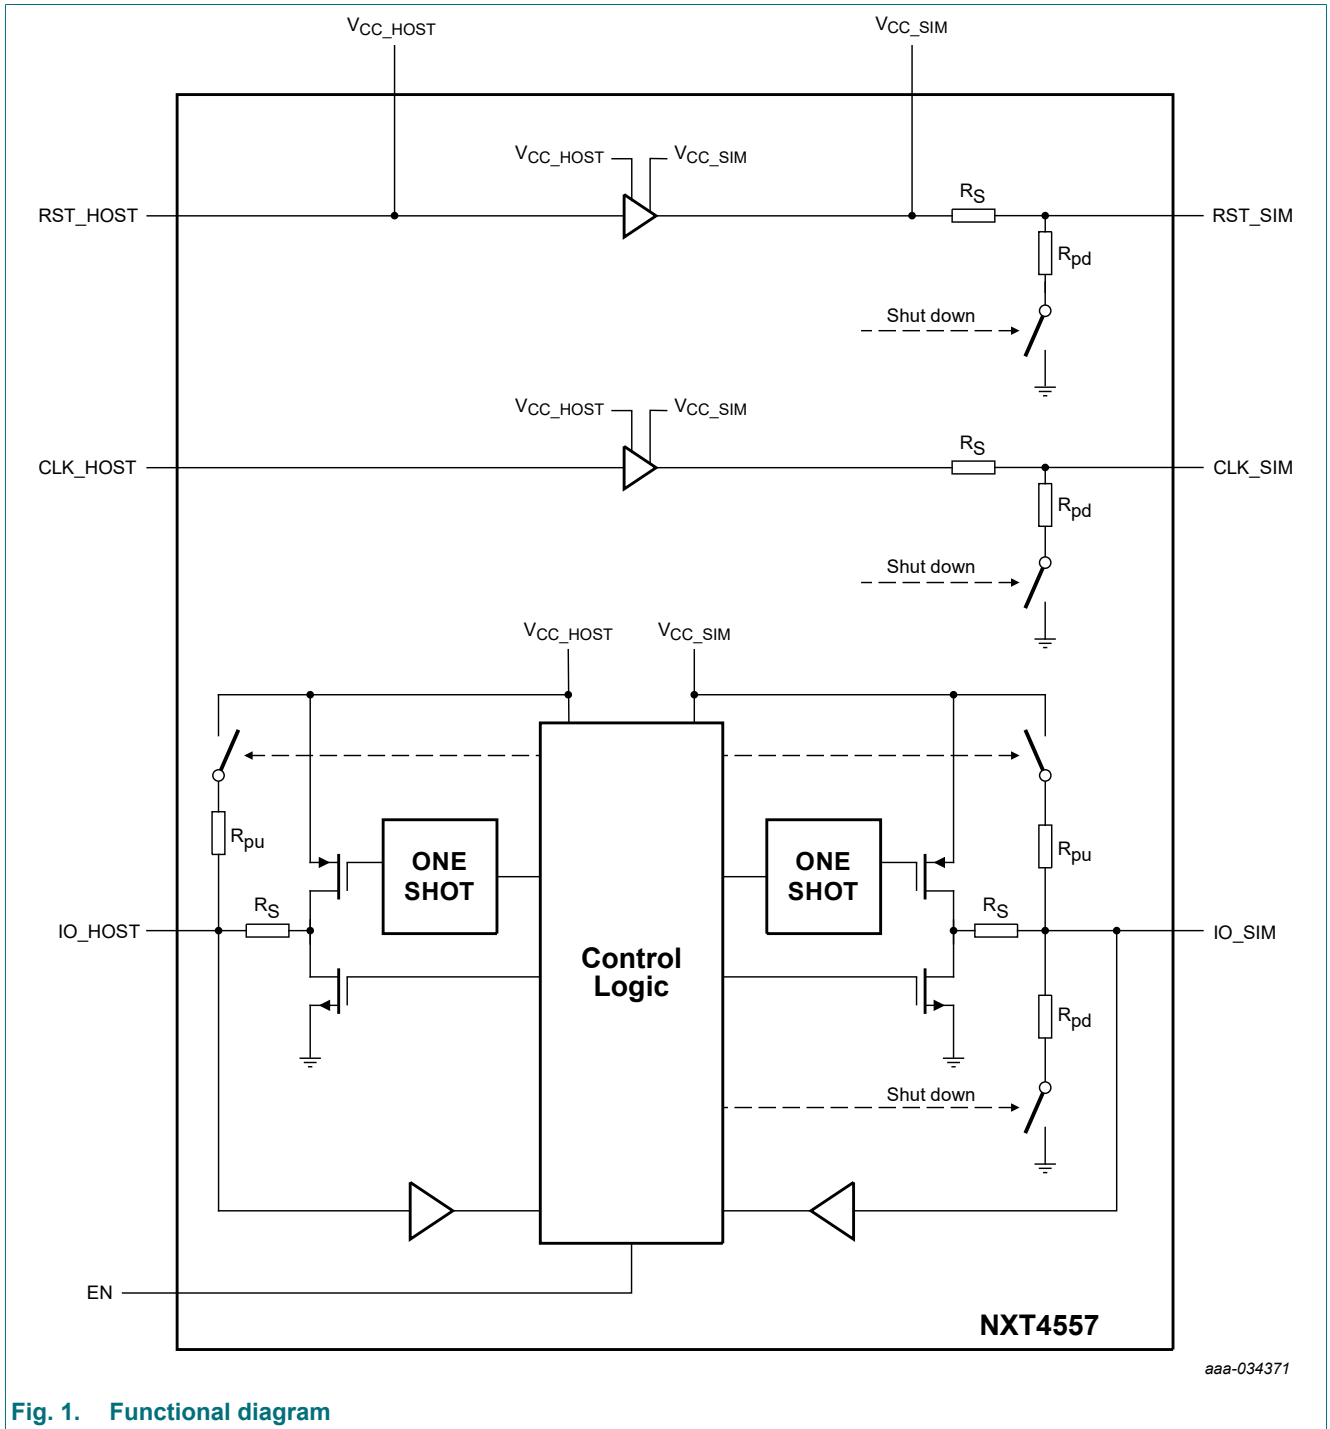 VCC_HOST
VCC_SIM
VCC_HOST
VCC_SIM
RS
RST_HOST
RST_SIM
Rpd
Shut down
VCC_HOST
VCC_SIM
RS
CLK_HOST
CLK_SIM
Rpd
Shut down
VCC_HOST
VCC_SIM
Rpu
ONE
SHOT
ONE
SHOT
Rpu
RS
RS
IO_HOST
IO_SIM
Control
Logic
Rpd
Shut down
EN
NXT4557
aaa-034371
Fig. 1. Functional diagram